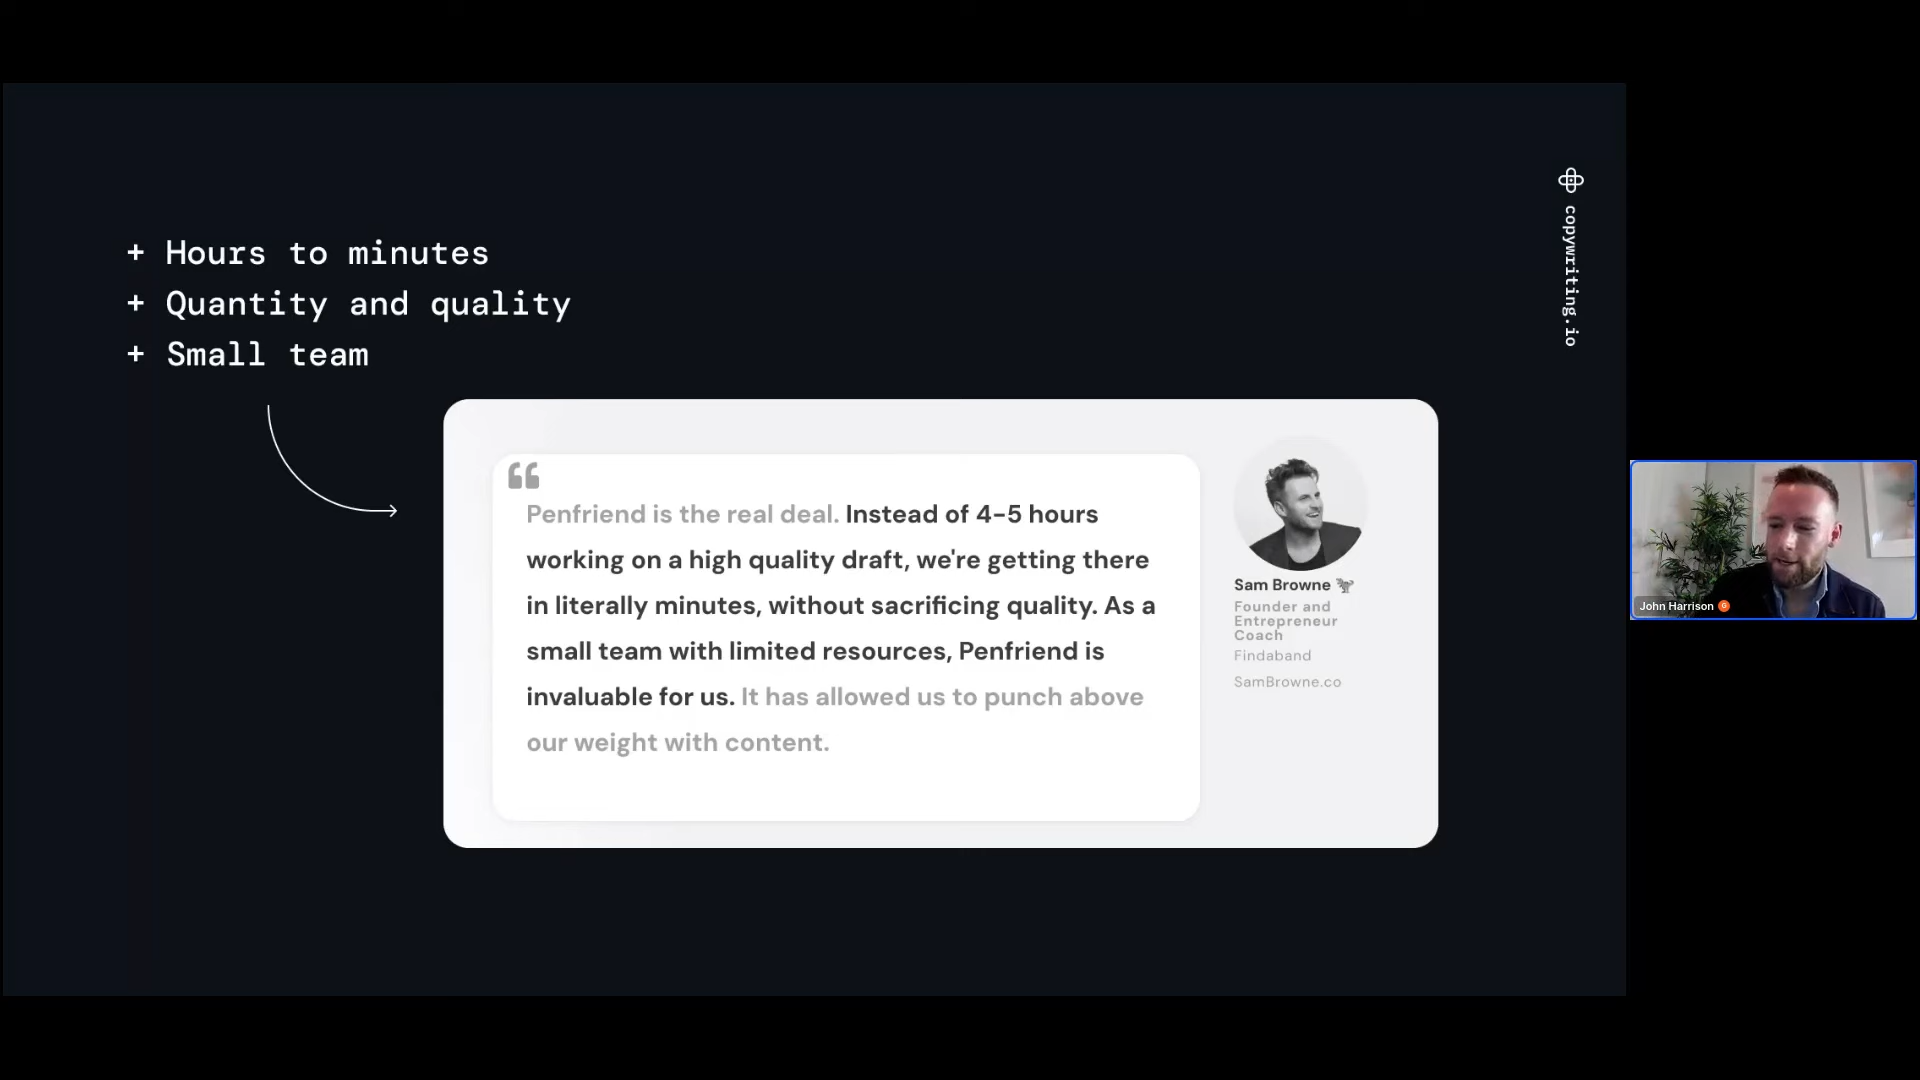 + Hours to minutes
+ Quantity and quality
+ Small team
copywriting.io
“
Penfriend is the real deal. Instead of 4-5 hours
working on a high quality draft, we're getting there
in literally minutes, without sacrificing quality. As a
small team with limited resources, Penfriend is
invaluable for us. It has allowed us to punch above
our weight with content.
Sam Browne 🐒
Founder and
Entrepreneur
Coach
Findaband
SamBrowne.co
John Harrison